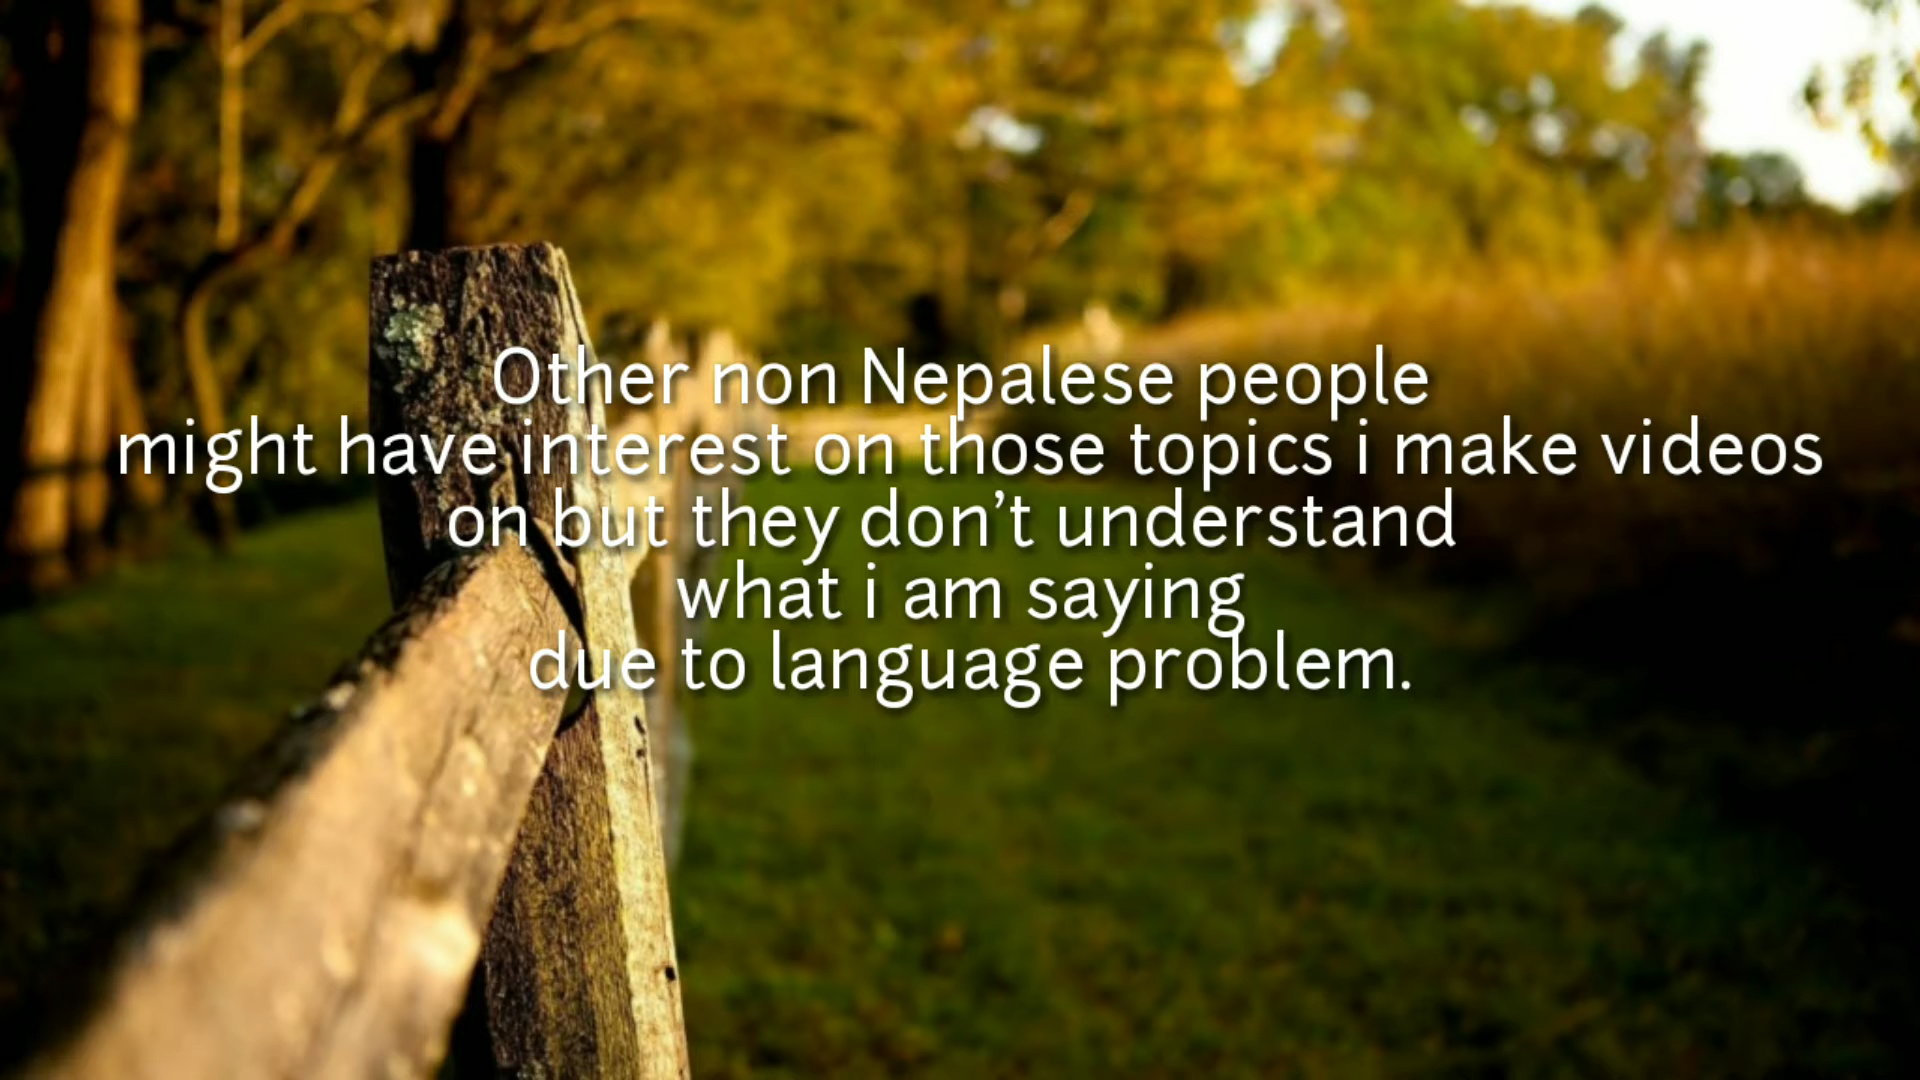 Other non Nepalese people
might have interest on those topics i make videos
on but they don’t understand
what i am saying
due to language problem.